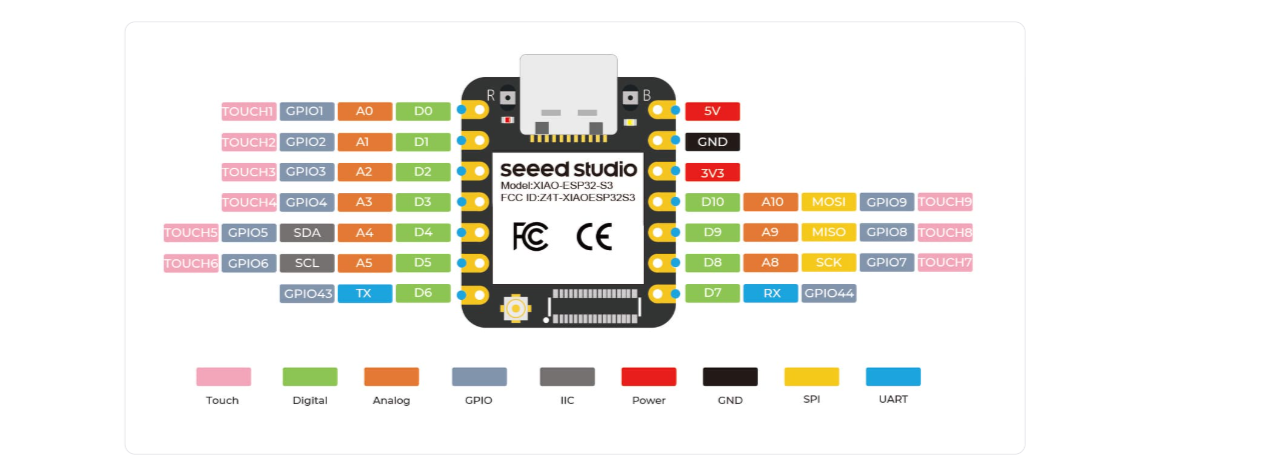 R B
TOUCH1 GPIO1 A0 D0 5V
TOUCH2 GPIO2 A1 D1 GND
TOUCH3 GPIO3 A2 D2 3V3
seeed studio
Model:XIAO-ESP32-S3
FCC ID:Z4T-XIAOESP32S3
TOUCH4 GPIO4 A3 D3 D10 A10 MOSI GPIO9 TOUCH9
TOUCH5 GPIO5 SDA A4 D4 D9 A9 MISO GPIO8 TOUCH8
FC CE
TOUCH6 GPIO6 SCL A5 D5 D8 A8 SCK GPIO7 TOUCH7
GPIO43 TX D6 D7 RX GPIO44
Touch Digital Analog GPIO IIC Power GND SPI UART